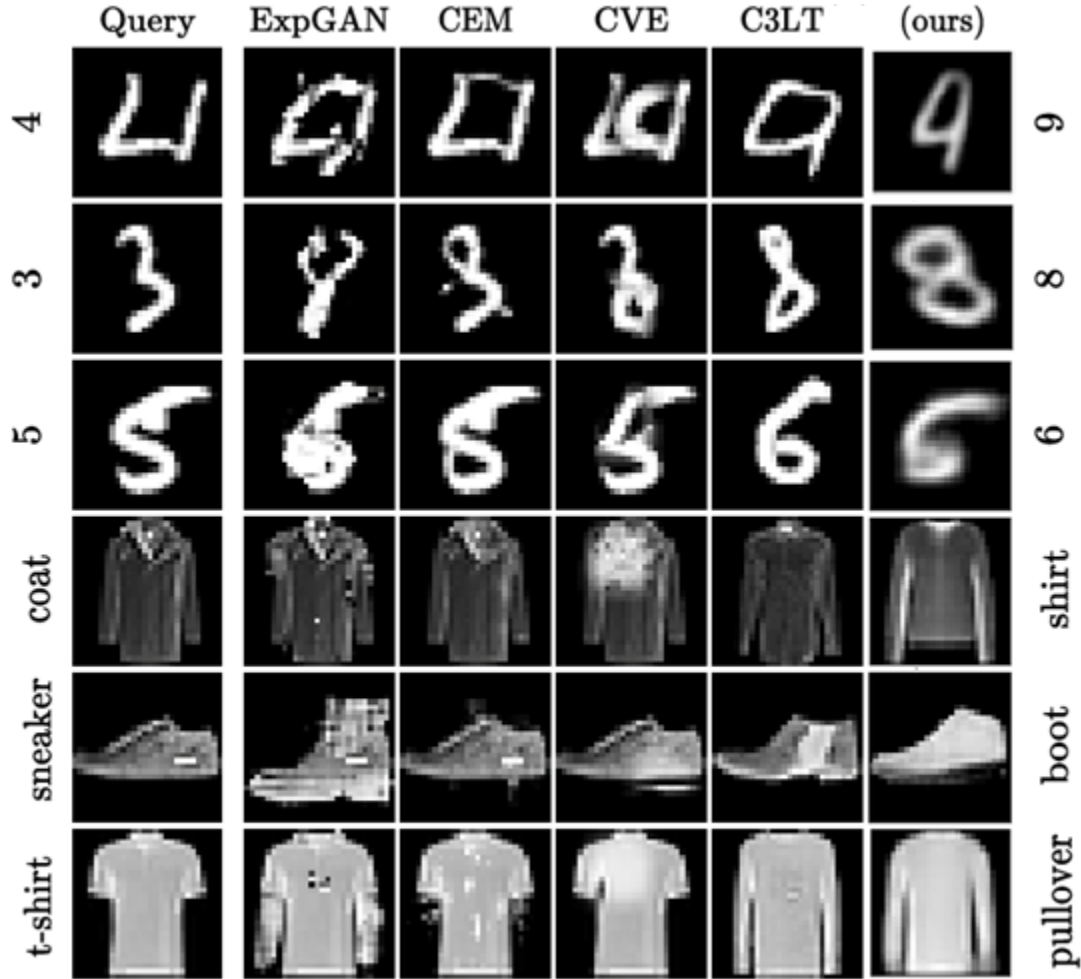 Query ExpGAN CEM CVE C3LT (ours)
4 9
3 8
5 6
coat shirt
sneaker boot
t-shirt pullover